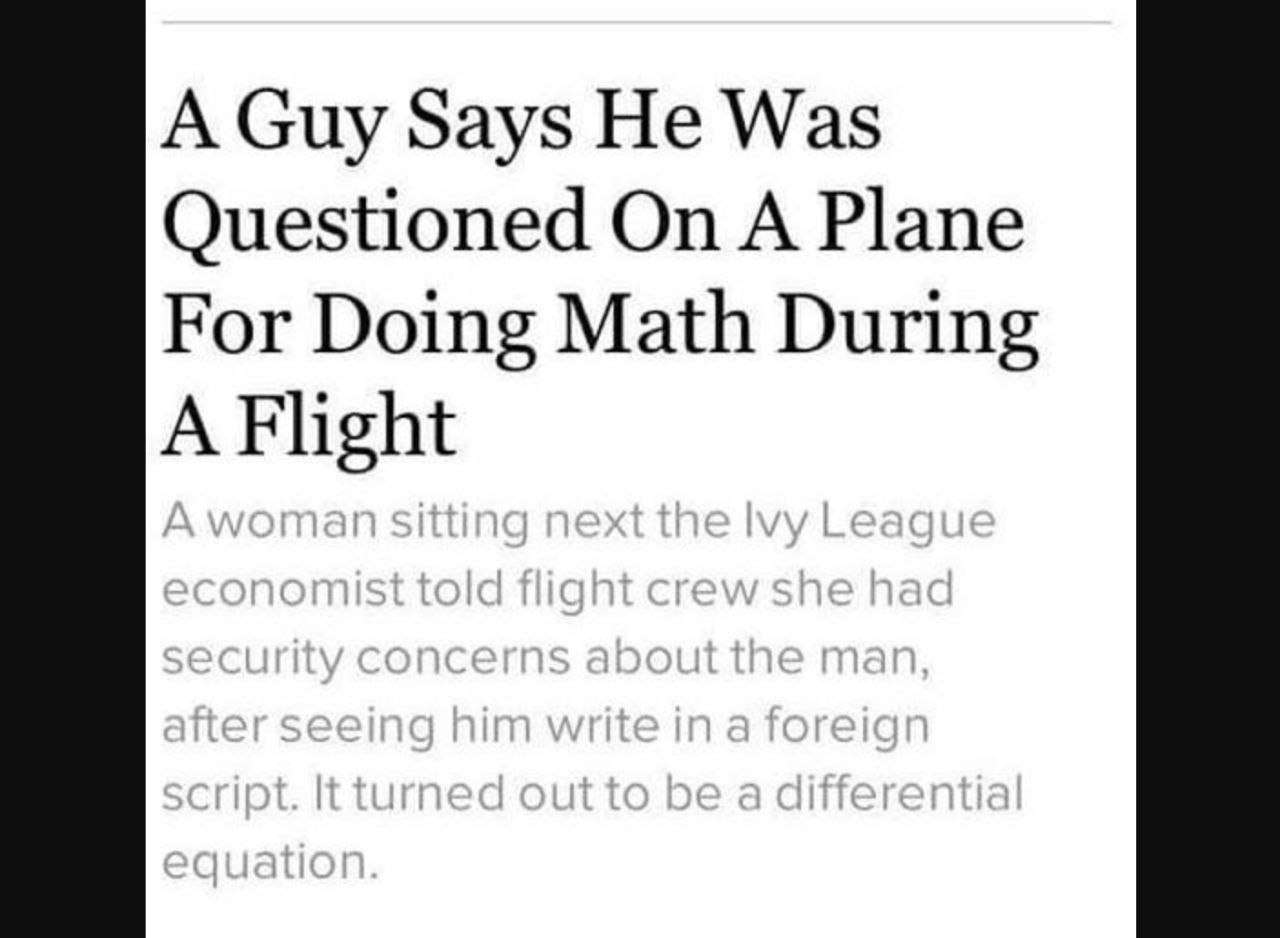 A Guy Says He Was
Questioned On A Plane
For Doing Math During
A Flight
A woman sitting next the Ivy League
economist told flight crew she had
security concerns about the man,
after seeing him write in a foreign
script. It turned out to be a differential
equation.